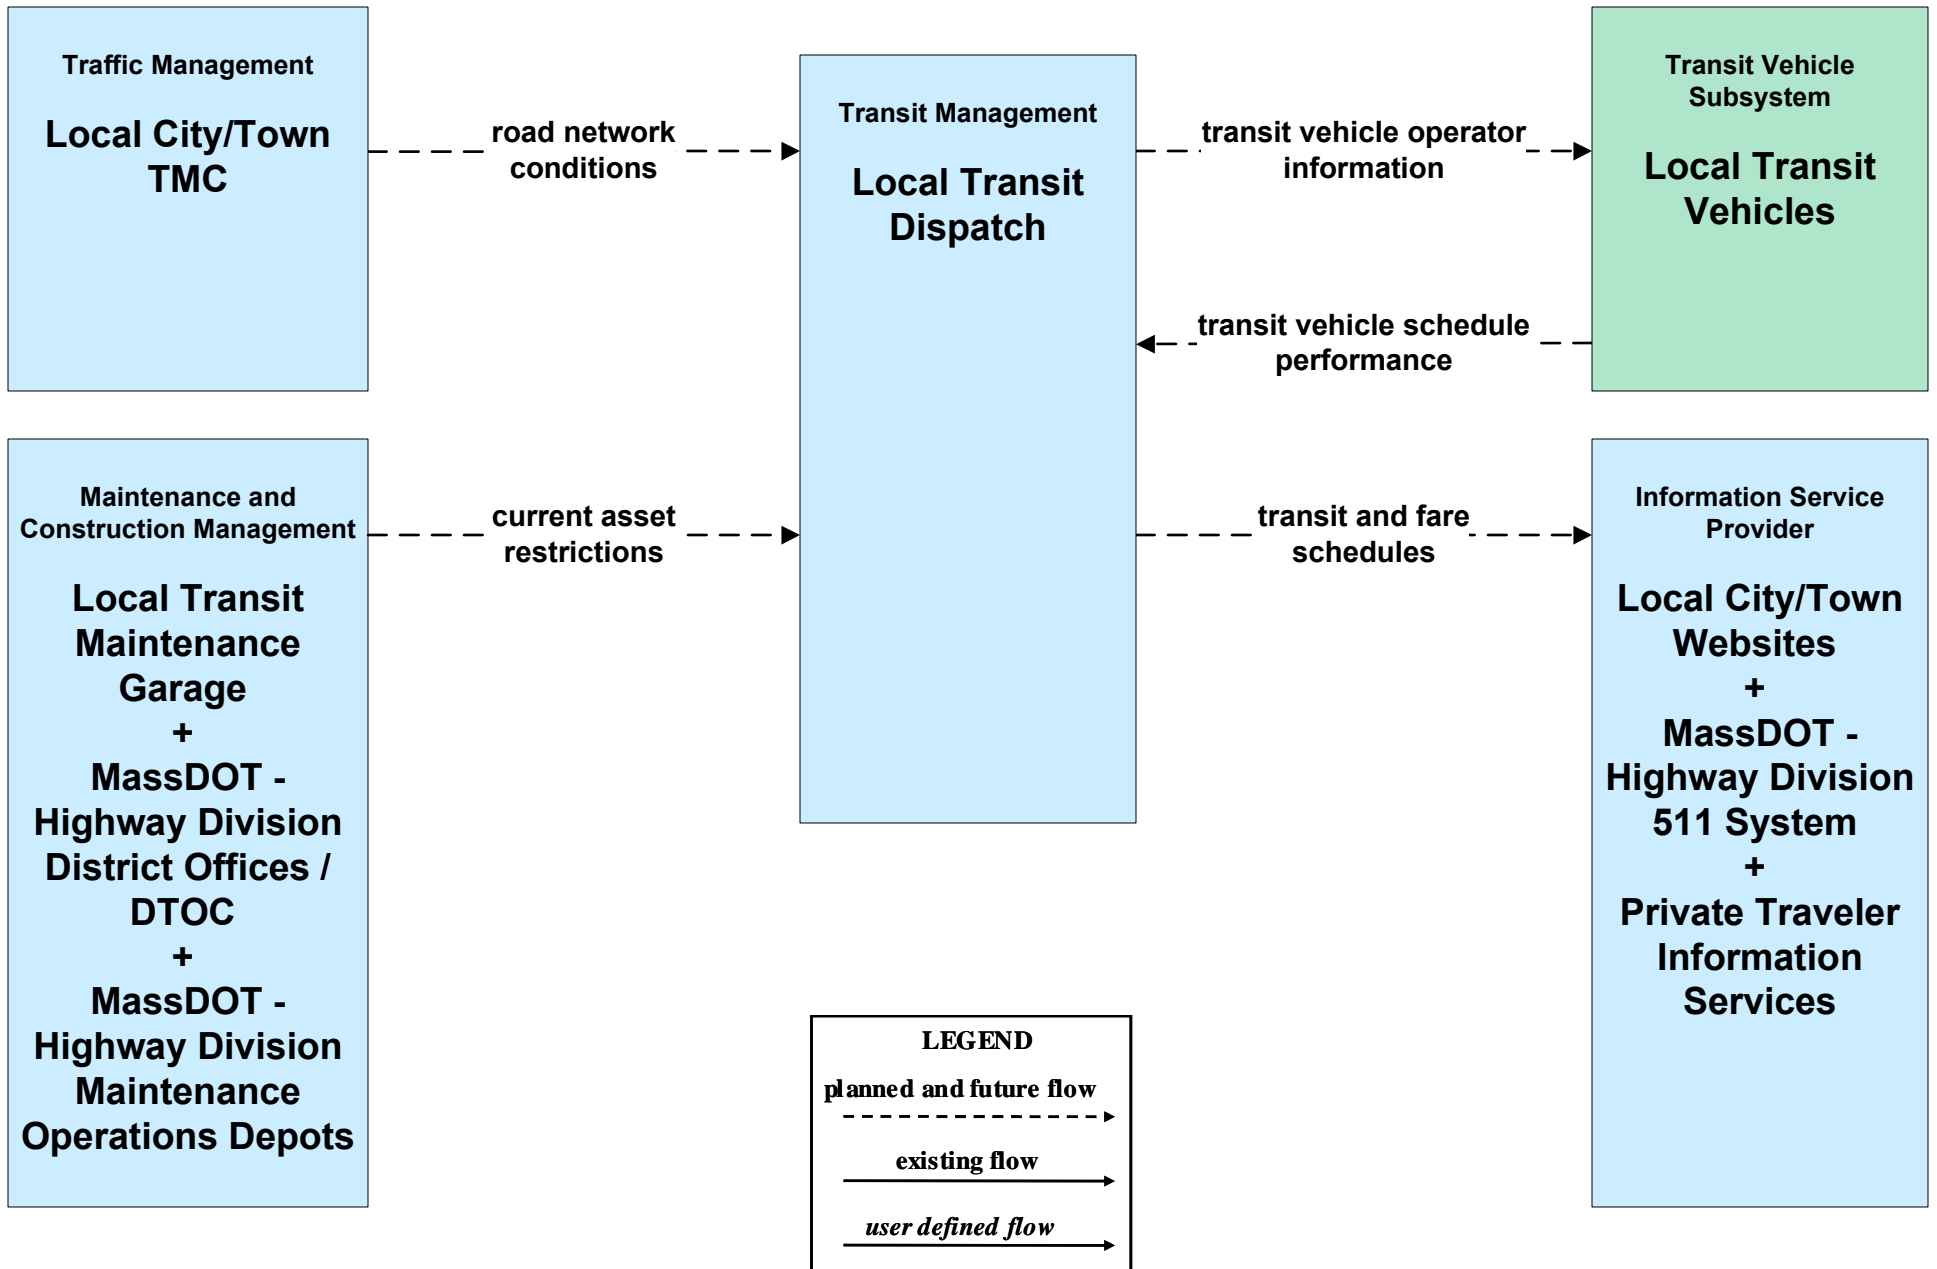 Traffic Management
Local City/Town
TMC
road network
conditions
Transit Management
Local Transit
Dispatch
transit vehicle operator
information
Transit Vehicle
Subsystem
Local Transit
Vehicles
transit vehicle schedule
performance
Maintenance and
Construction Management
Local Transit
Maintenance
Garage
+
MassDOT -
Highway Division
District Offices /
DTOC
+
MassDOT -
Highway Division
Maintenance
Operations Depots
current asset
restrictions
transit and fare
schedules
Information Service
Provider
Local City/Town
Websites
+
MassDOT -
Highway Division
511 System
+
Private Traveler
Information
Services
LEGEND
planned and future flow
existing flow
user defined flow